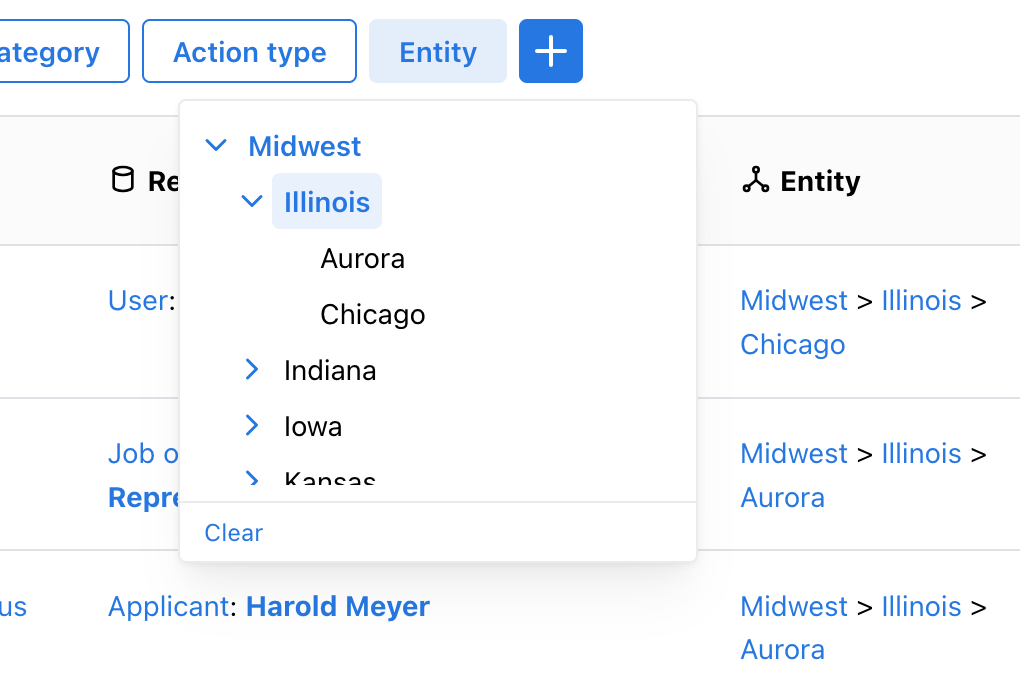 ategory Action type Entity
Midwest
Re Entity
Illinois
Aurora
User: Midwest > Illinois >
Chicago
Chicago
Indiana
Iowa
Job o Midwest > Illinois >
Kansas
Repre Aurora
Clear
us Applicant: Harold Meyer Midwest > Illinois >
Aurora